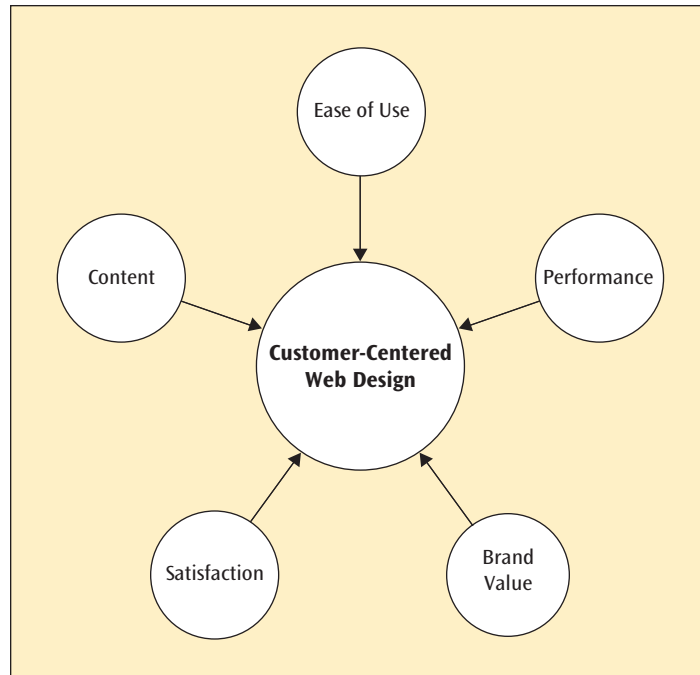 Ease of Use
Content
Performance
Customer-Centered
Web Design
Satisfaction
Brand
Value